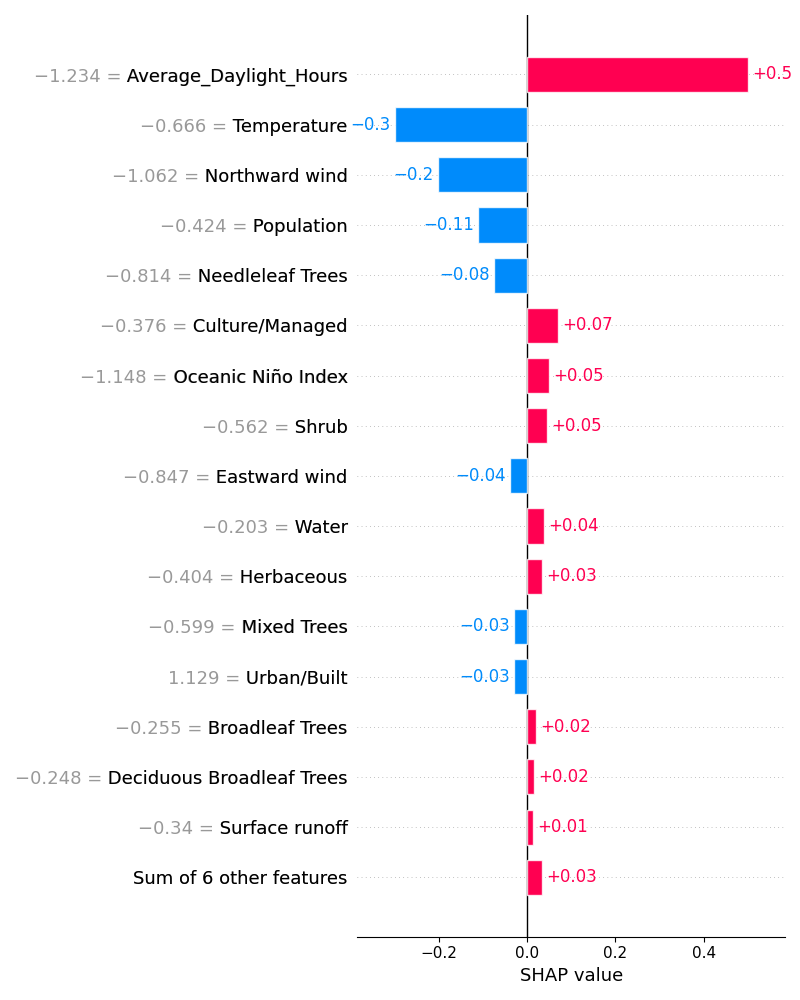 −1.234 = Average_Daylight_Hours +0.5
−0.666 = Temperature −0.3
−1.062 = Northward wind −0.2
−0.424 = Population −0.11
−0.814 = Needleleaf Trees −0.08
−0.376 = Culture/Managed +0.07
−1.148 = Oceanic Niño Index +0.05
−0.562 = Shrub +0.05
−0.847 = Eastward wind −0.04
−0.203 = Water +0.04
−0.404 = Herbaceous +0.03
−0.599 = Mixed Trees −0.03
1.129 = Urban/Built −0.03
−0.255 = Broadleaf Trees +0.02
−0.248 = Deciduous Broadleaf Trees +0.02
−0.34 = Surface runoff +0.01
Sum of 6 other features +0.03
−0.2 0.0 0.2 0.4
SHAP value